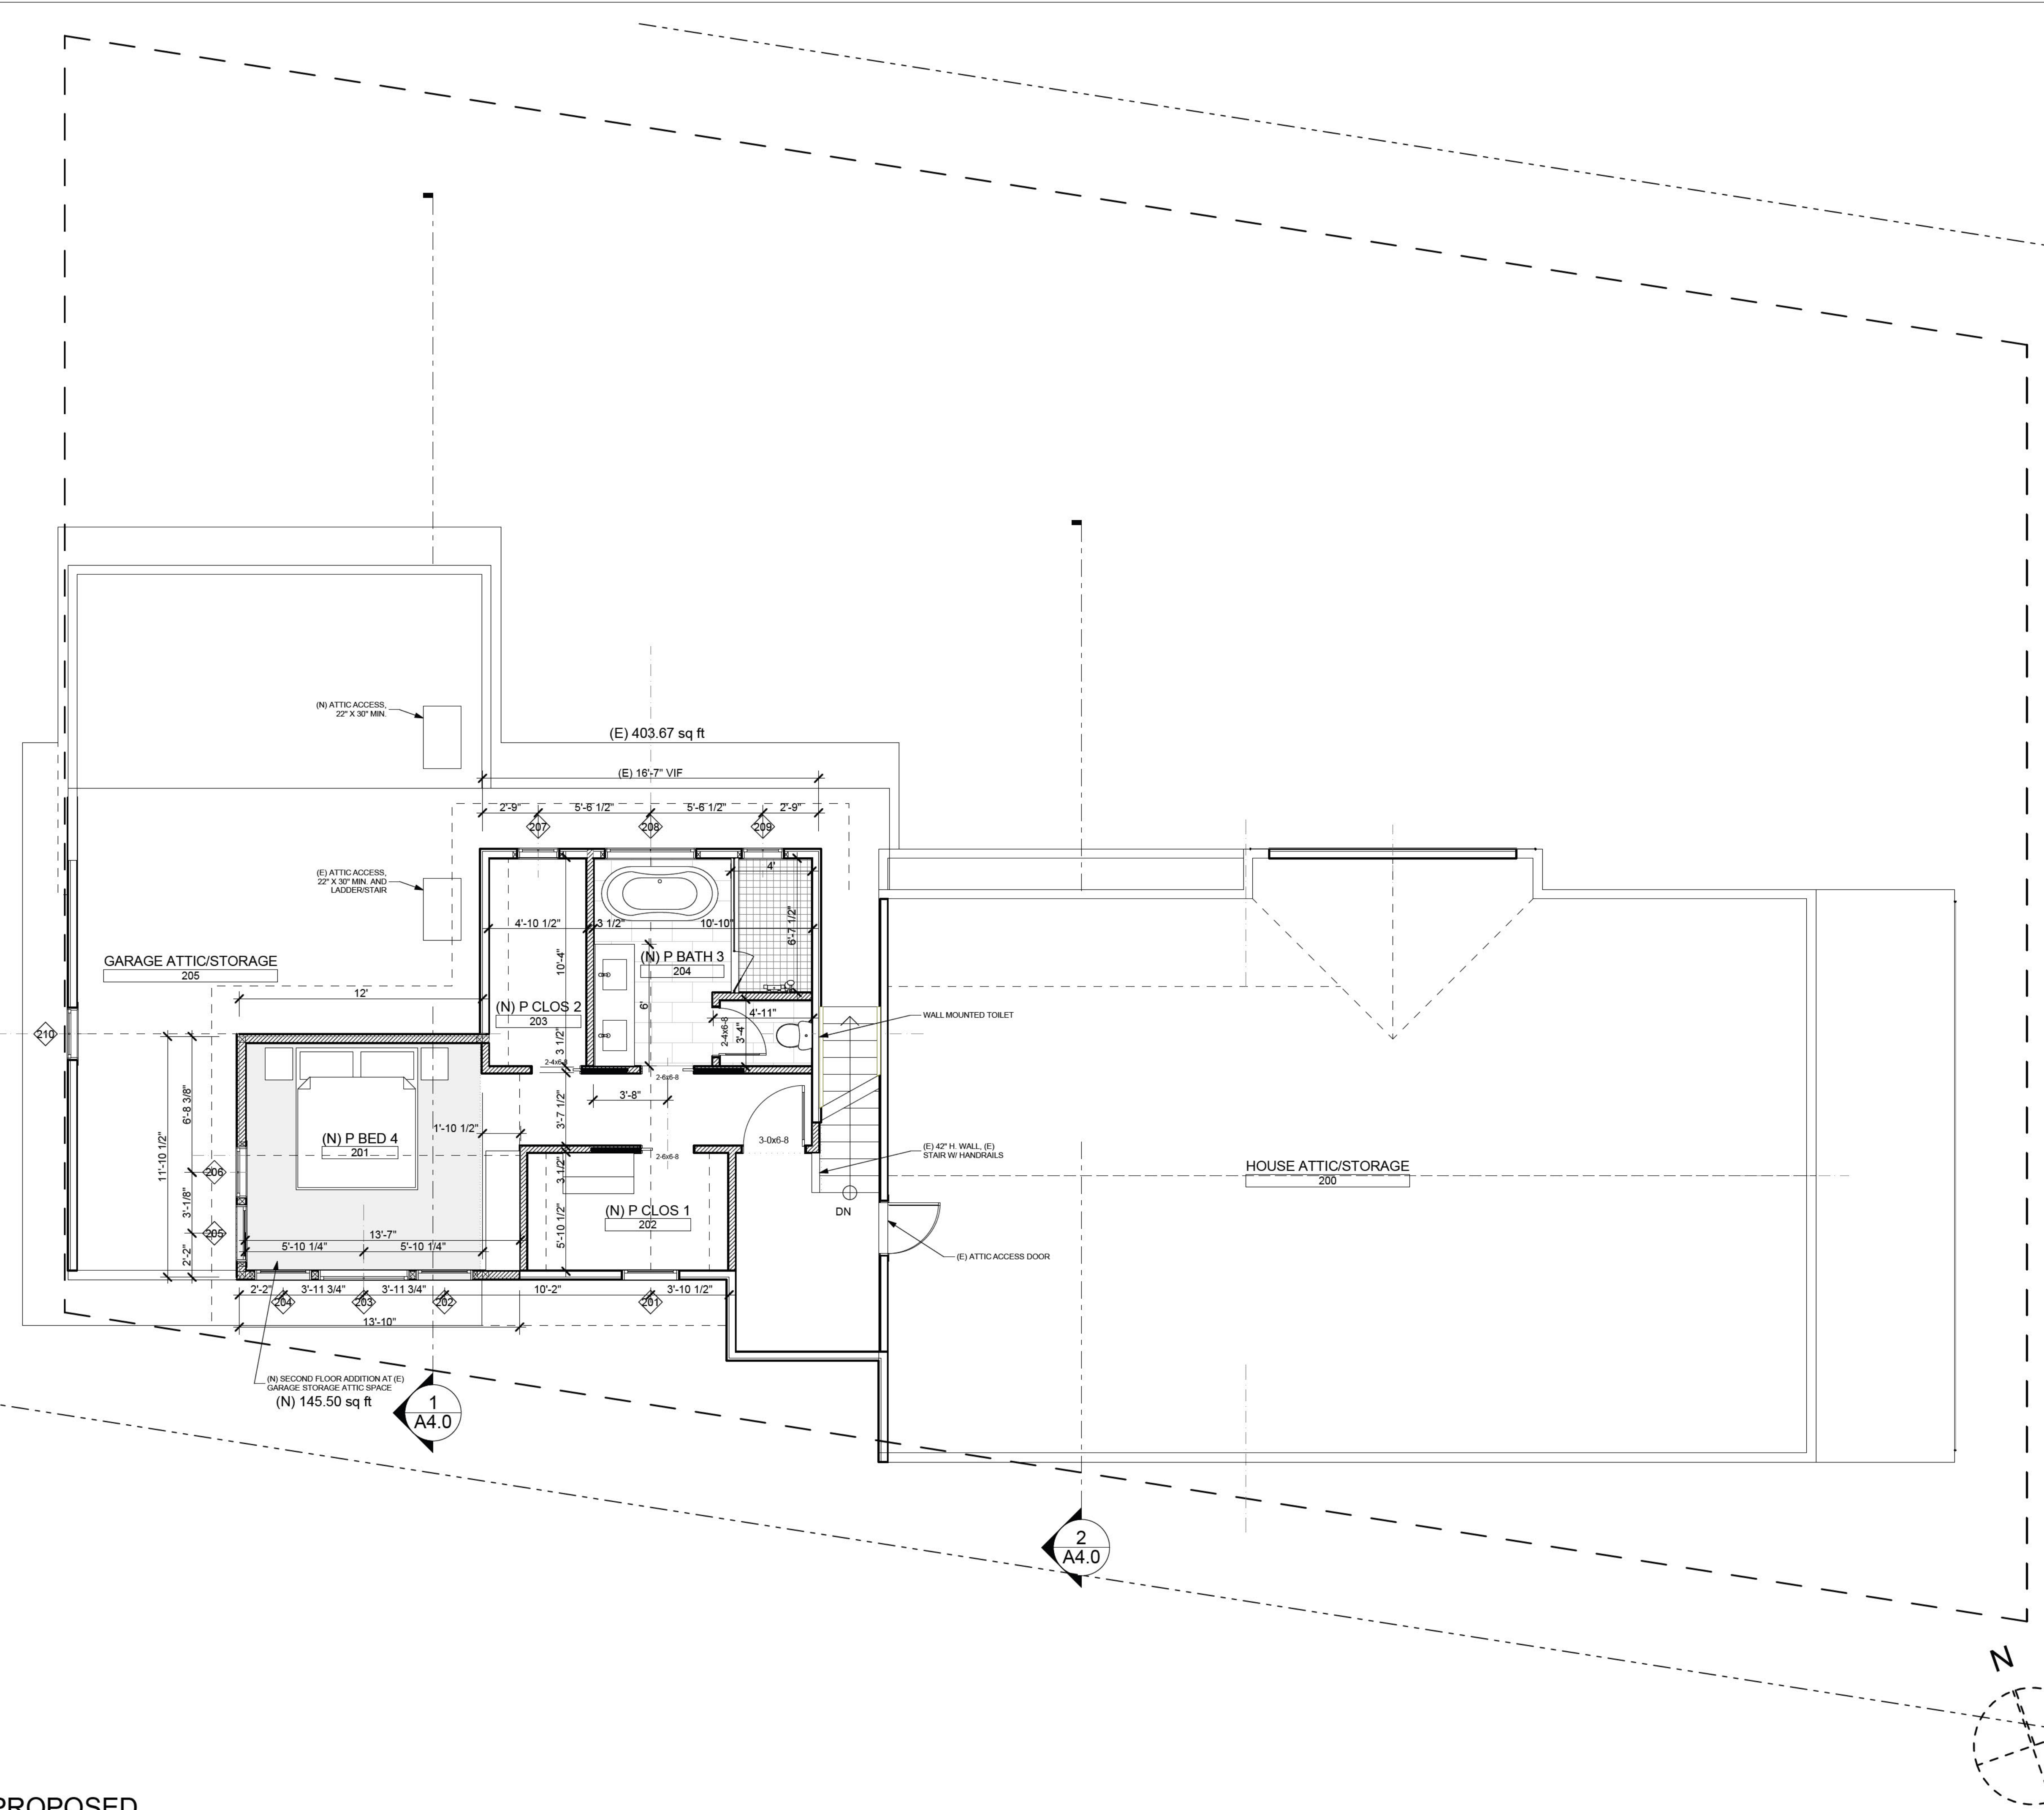 (N) ATTIC ACCESS,
22" X 30" MIN.
(E) 403.67 sq ft
(E) 16'-7" VIF
2'-9"
5'-6 1/2"
5'-6 1/2"
2'-9"
207
208
209
(E) ATTIC ACCESS,
22" X 30" MIN. AND
LADDER/STAIR
4'
4'-10 1/2"
3 1/2"
10'-10"
6'-7 1/2"
10'-4"
GARAGE ATTIC/STORAGE
205
(N) P BATH 3
204
12'
6'
(N) P CLOS 2
203
4'-11"
WALL MOUNTED TOILET
210
2-4x6-8
3'-4"
3 1/2"
2-4x6-8
2-6x6-8
3'-8"
6'-8 3/8"
11'-10 1/2"
3'-7 1/2"
1'-10 1/2"
(N) P BED 4
201
3-0x6-8
(E) 42" H. WALL, (E)
STAIR W/ HANDRAILS
2-6x6-8
206
3 1/2"
HOUSE ATTIC/STORAGE
200
3'-1/8"
(N) P CLOS 1
202
DN
205
13'-7"
5'-10 1/4"
5'-10 1/4"
5'-10 1/2"
2'-2"
(E) ATTIC ACCESS DOOR
2'-2"
3'-11 3/4"
3'-11 3/4"
10'-2"
3'-10 1/2"
204
203
202
201
13'-10"
(N) SECOND FLOOR ADDITION AT (E)
GARAGE STORAGE ATTIC SPACE
(N) 145.50 sq ft
1
A4.0
2
A4.0
N
PROPOSED